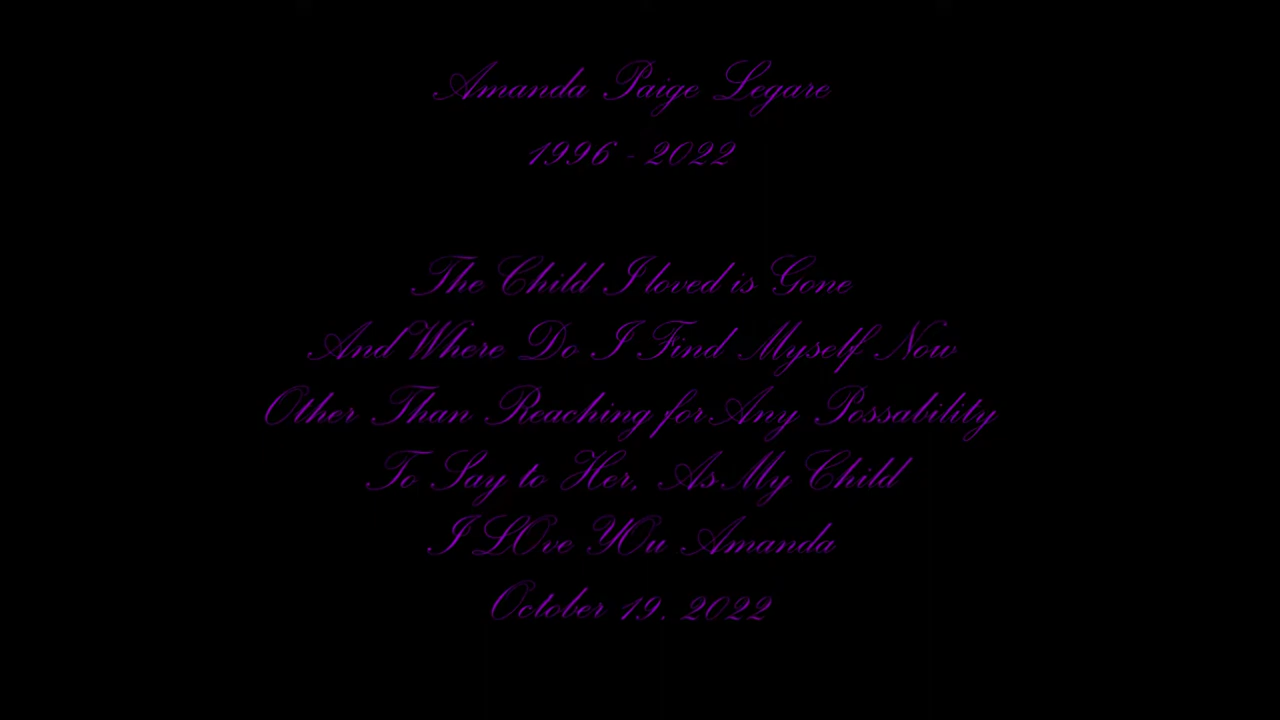 Amanda Paige Legare
1996 - 2022
The Child I loved is Gone
And Where Do I Find Myself Now
Other Than Reaching for Any Possability
To Say to Her, As My Child
I LOve YOu Amanda
October 19, 2022